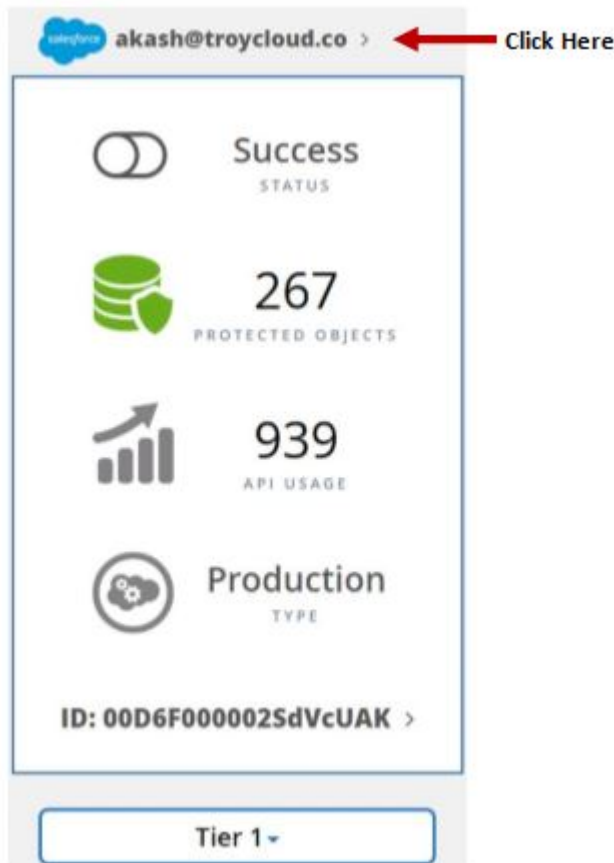 salesforce akash@troycloud.co > Click Here
Success
STATUS
267
PROTECTED OBJECTS
939
API USAGE
Production
TYPE
ID: 00D6F000002SdVcUAK >
Tier 1